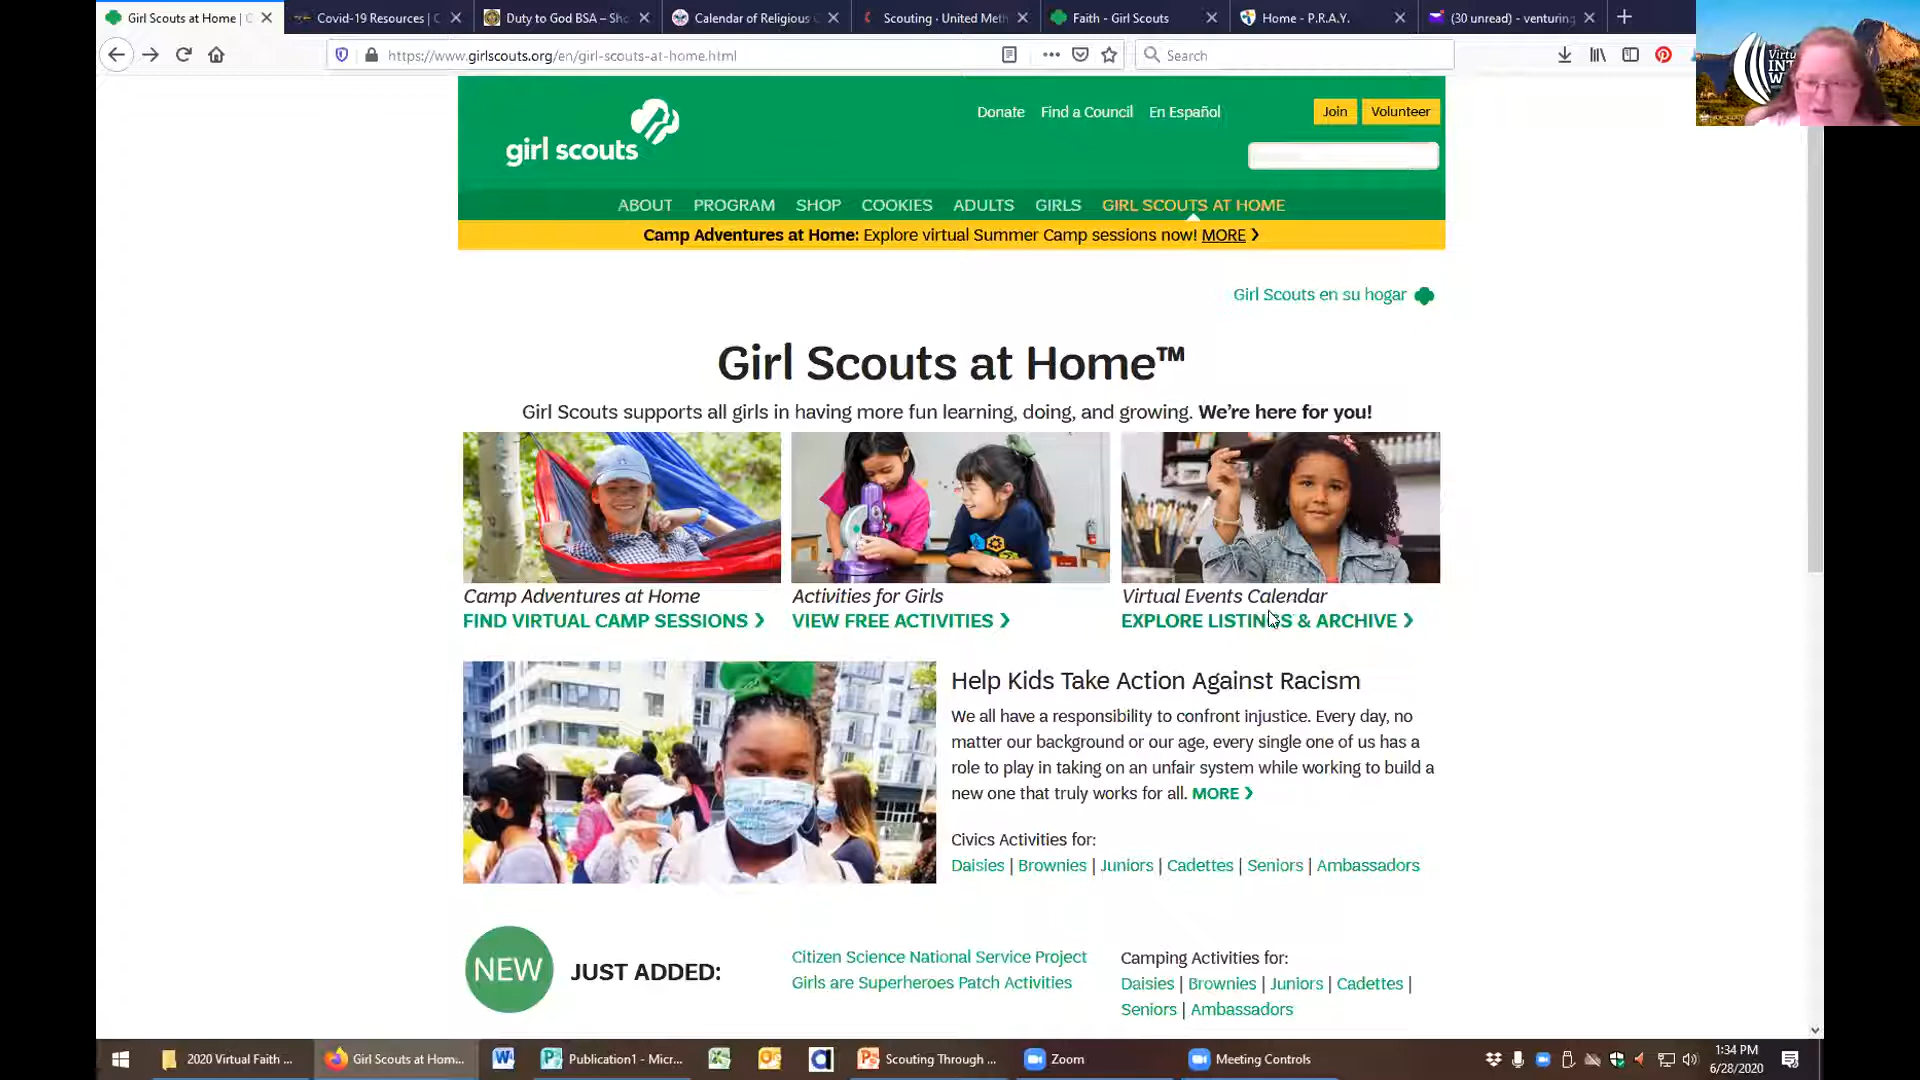 Girl Scouts at Home | Covid-19 Resources | Duty to God BSA – Calendar of Religious Scouting - United Faith - Girl Scouts Home - P.R.A.Y. (30 unread) - venturing
https://www.girlscouts.org/en/girl-scouts-at-home.html
Search
girl scouts
Donate Find a Council En Español Join Volunteer
ABOUT PROGRAM SHOP COOKIES ADULTS GIRLS GIRL SCOUTS AT HOME
Camp Adventures at Home: Explore virtual Summer Camp sessions now! MORE
Girl Scouts en su hogar
Girl Scouts at Home™
Girl Scouts supports all girls in having more fun learning, doing, and growing. We're here for you!
Camp Adventures at Home
FIND VIRTUAL CAMP SESSIONS
Activities for Girls
VIEW FREE ACTIVITIES
Virtual Events Calendar
EXPLORE LISTINGS & ARCHIVE
Help Kids Take Action Against Racism
We all have a responsibility to confront injustice. Every day, no
matter our background or our age, every single one of us has a
role to play in taking on an unfair system while working to build a
new one that truly works for all. MORE
Civics Activities for:
Daisies | Brownies | Juniors | Cadettes | Seniors | Ambassadors
NEW
JUST ADDED:
Citizen Science National Service Project
Girls are Superheroes Patch Activities
Camping Activities for:
Daisies | Brownies | Juniors | Cadettes |
Seniors | Ambassadors
2020 Virtual Faith ... Girl Scouts at Hom... Publication1 - Micr... Scouting Through ... Zoom Meeting Controls
1:34 PM
6/28/2020